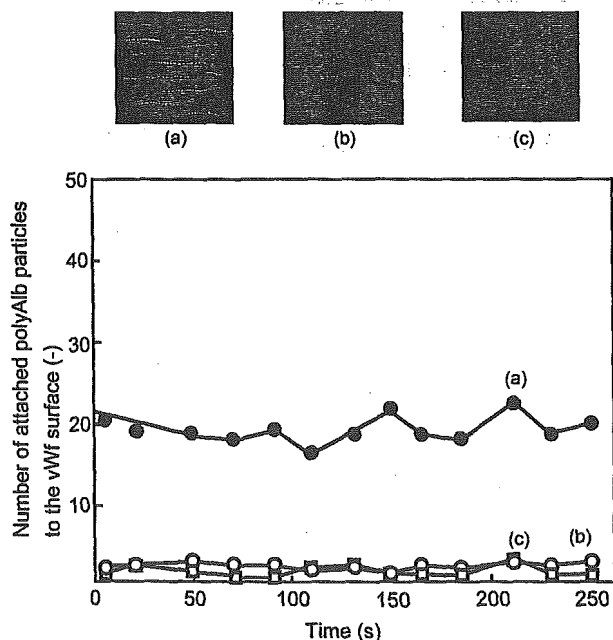 (a)
(b)
(c)
Number of attached polyAlb particles
to the vWf surface (-)
50
40
30
20
10
(a)
(c)
(b)
0
50
100
150
200
250
Time (s)